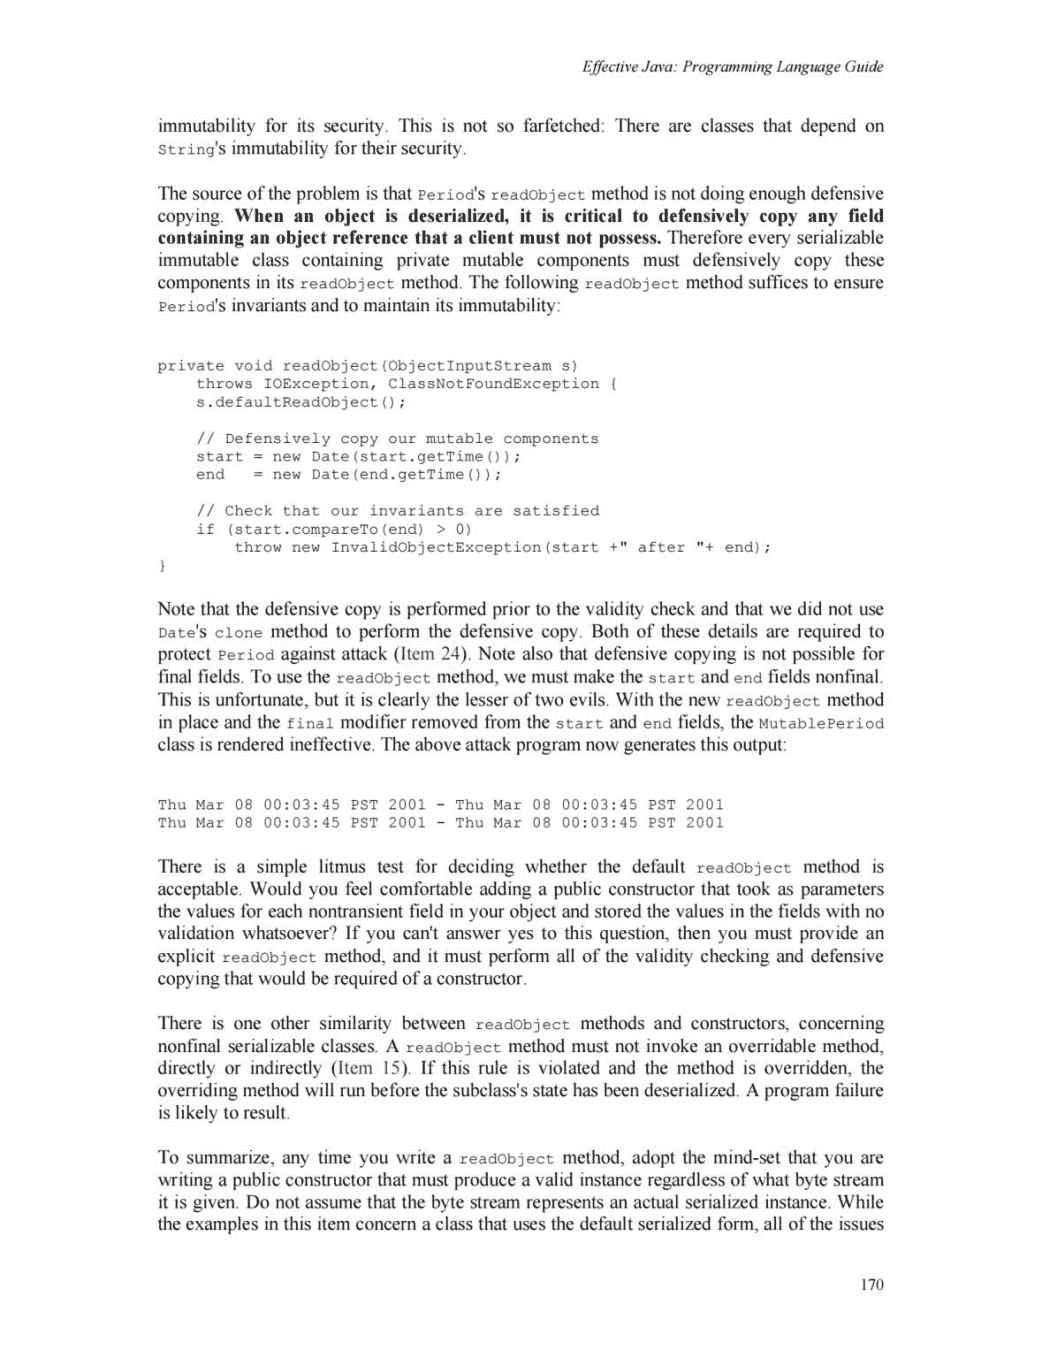 Effective Java: Programming Language Guide
immutability for its security. This is not so farfetched: There are classes that depend on
String's immutability for their security.
The source of the problem is that Period's readObject method is not doing enough defensive
copying. When an object is deserialized, it is critical to defensively copy any field
containing an object reference that a client must not possess. Therefore every serializable
immutable class containing private mutable components must defensively copy these
components in its readObject method. The following readObject method suffices to ensure
Period's invariants and to maintain its immutability:
private void readObject(ObjectInputStream s)
    throws IOException, ClassNotFoundException {
    s.defaultReadObject();
    // Defensively copy our mutable components
    start = new Date(start.getTime());
    end   = new Date(end.getTime());
    // Check that our invariants are satisfied
    if (start.compareTo(end) > 0)
        throw new InvalidObjectException(start +" after "+ end);
}
Note that the defensive copy is performed prior to the validity check and that we did not use
Date's clone method to perform the defensive copy. Both of these details are required to
protect Period against attack (Item 24). Note also that defensive copying is not possible for
final fields. To use the readObject method, we must make the start and end fields nonfinal.
This is unfortunate, but it is clearly the lesser of two evils. With the new readObject method
in place and the final modifier removed from the start and end fields, the MutablePeriod
class is rendered ineffective. The above attack program now generates this output:
Thu Mar 08 00:03:45 PST 2001 - Thu Mar 08 00:03:45 PST 2001
Thu Mar 08 00:03:45 PST 2001 - Thu Mar 08 00:03:45 PST 2001
There is a simple litmus test for deciding whether the default readObject method is
acceptable. Would you feel comfortable adding a public constructor that took as parameters
the values for each nontransient field in your object and stored the values in the fields with no
validation whatsoever? If you can't answer yes to this question, then you must provide an
explicit readObject method, and it must perform all of the validity checking and defensive
copying that would be required of a constructor.
There is one other similarity between readObject methods and constructors, concerning
nonfinal serializable classes. A readObject method must not invoke an overridable method,
directly or indirectly (Item 15). If this rule is violated and the method is overridden, the
overriding method will run before the subclass's state has been deserialized. A program failure
is likely to result.
To summarize, any time you write a readObject method, adopt the mind-set that you are
writing a public constructor that must produce a valid instance regardless of what byte stream
it is given. Do not assume that the byte stream represents an actual serialized instance. While
the examples in this item concern a class that uses the default serialized form, all of the issues
170